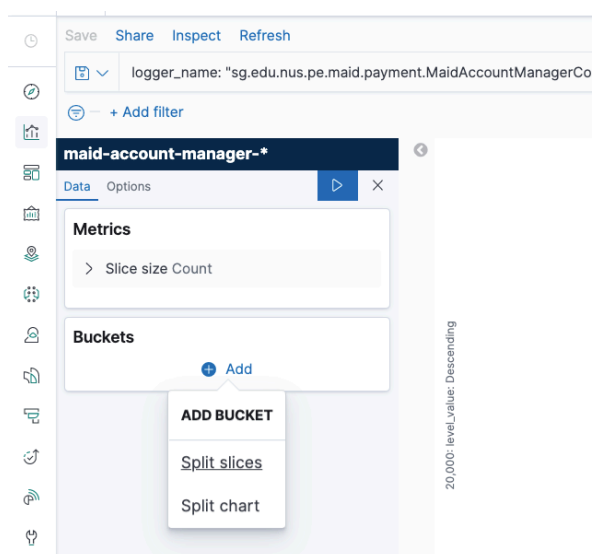 Save Share Inspect Refresh
logger_name: "sg.edu.nus.pe.maid.payment.MaidAccountManagerCo
+ Add filter
maid-account-manager-*
Data Options
Metrics
Slice size Count
Buckets
Add
ADD BUCKET
Split slices
Split chart
20,000: level_value: Descending